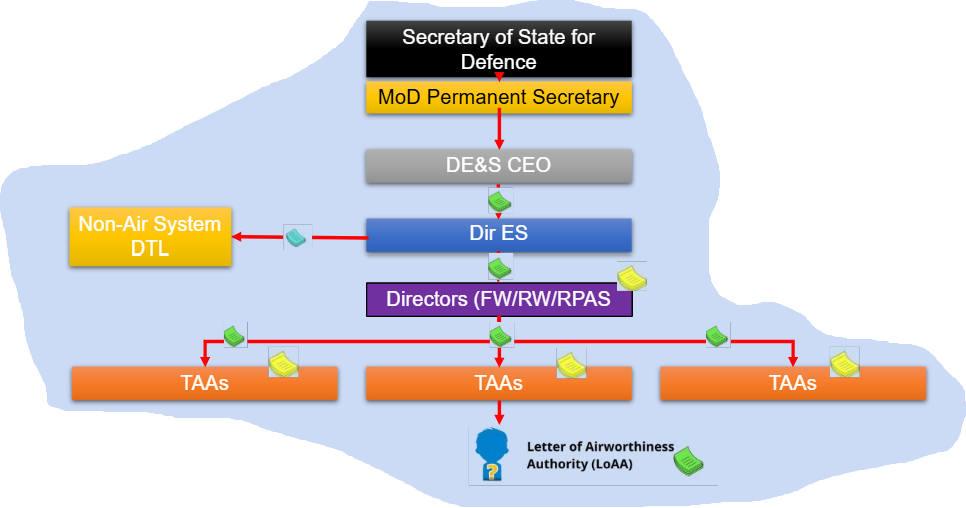 Secretary of State for
Defence
MoD Permanent Secretary
DE&S CEO
Non-Air System
DTL
Dir ES
Directors (FW/RW/RPAS
TAAs
TAAs
TAAs
?
Letter of Airworthiness
Authority (LoAA)